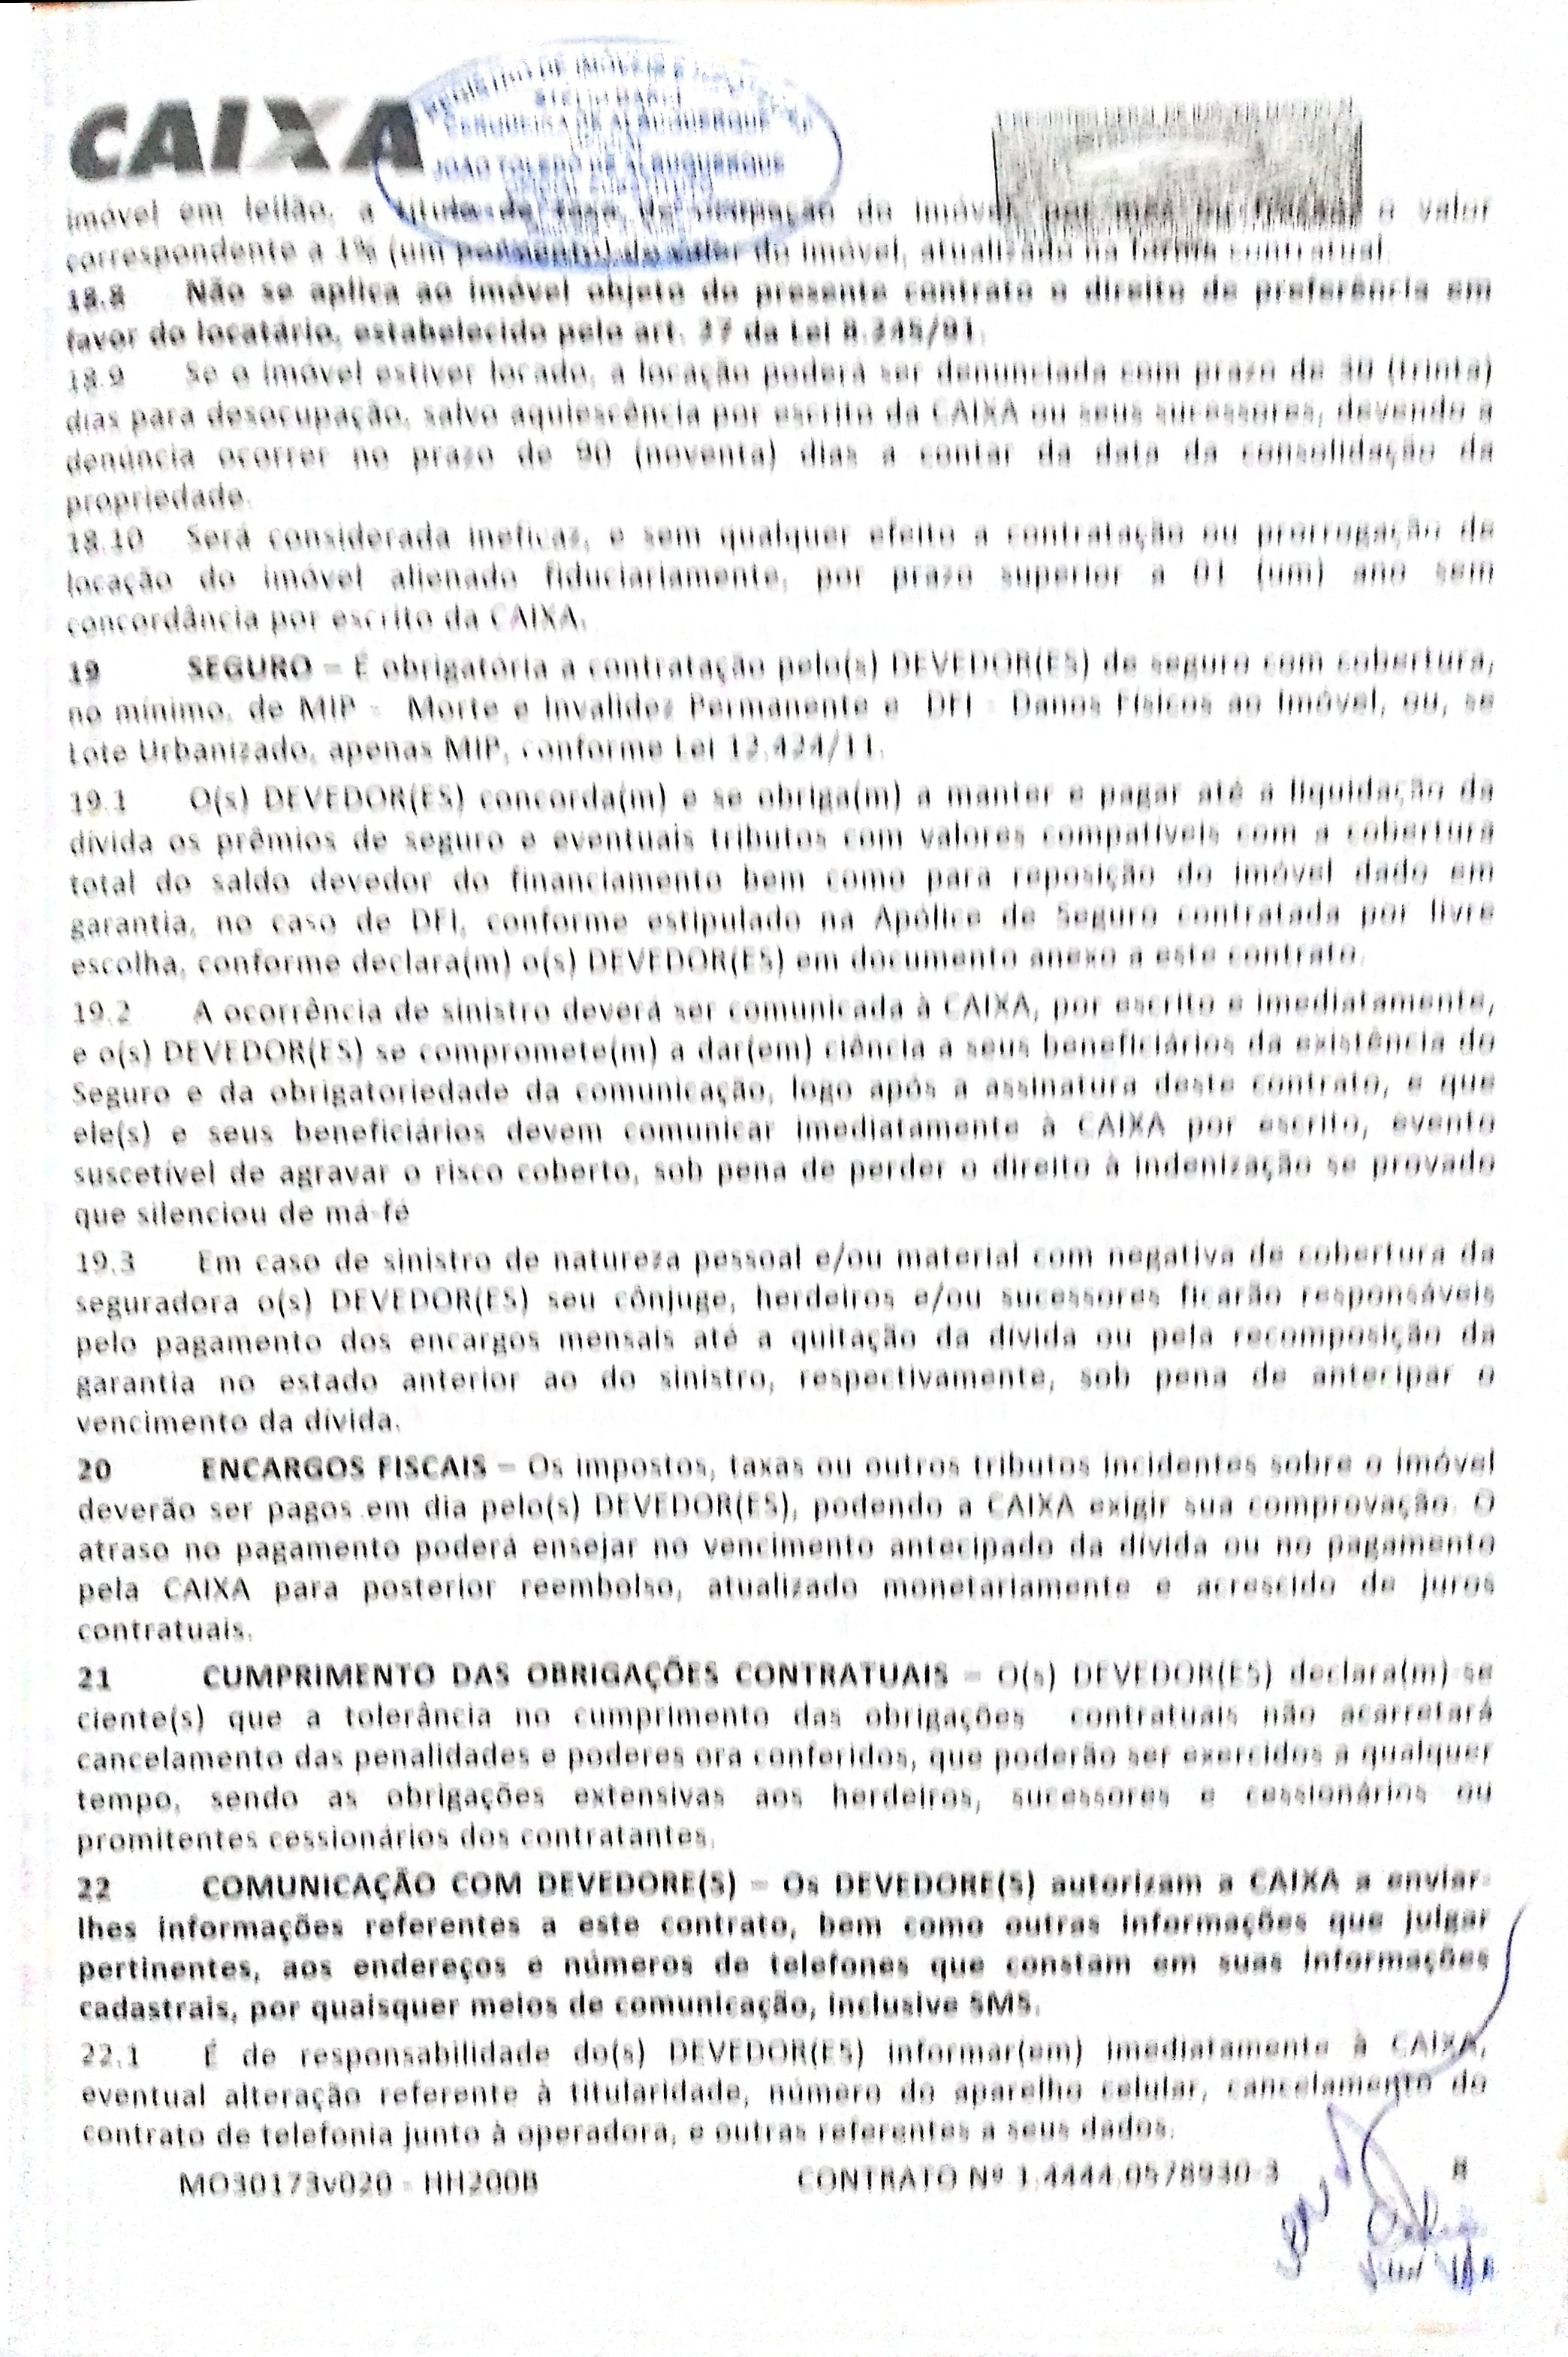 CAIXA
REGISTRO DE IMÓVEIS
CERQUEIRA DE ALBUQUERQUE
JOÃO TOLEDO DE ALBUQUERQUE
imóvel em leilão, a título de taxa de ocupação do imóvel, por mês ou fração, o valor
correspondente a 1% (um por cento) do valor do imóvel, atualizado na forma contratual.
18.8 Não se aplica ao imóvel objeto do presente contrato o direito de preferência em
favor do locatário, estabelecido pelo art. 27 da Lei 8.245/91.
18.9 Se o imóvel estiver locado, a locação poderá ser denunciada com prazo de 30 (trinta)
dias para desocupação, salvo aquiescência por escrito da CAIXA ou seus sucessores, devendo a
denúncia ocorrer no prazo de 90 (noventa) dias a contar da data da consolidação da
propriedade.
18.10 Será considerada ineficaz, e sem qualquer efeito a contratação ou prorrogação de
locação do imóvel alienado fiduciariamente, por prazo superior a 01 (um) ano sem
concordância por escrito da CAIXA.
19 SEGURO – É obrigatória a contratação pelo(s) DEVEDOR(ES) de seguro com cobertura,
no mínimo, de MIP - Morte e Invalidez Permanente e DFI - Danos Físicos ao Imóvel, ou, se
Lote Urbanizado, apenas MIP, conforme Lei 12.424/11.
19.1 O(s) DEVEDOR(ES) concorda(m) e se obriga(m) a manter e pagar até a liquidação da
dívida os prêmios de seguro e eventuais tributos com valores compatíveis com a cobertura
total do saldo devedor do financiamento bem como para reposição do imóvel dado em
garantia, no caso de DFI, conforme estipulado na Apólice de Seguro contratada por livre
escolha, conforme declara(m) o(s) DEVEDOR(ES) em documento anexo a este contrato.
19.2 A ocorrência de sinistro deverá ser comunicada à CAIXA, por escrito e imediatamente,
e o(s) DEVEDOR(ES) se compromete(m) a dar(em) ciência a seus beneficiários da existência do
Seguro e da obrigatoriedade da comunicação, logo após a assinatura deste contrato, e que
ele(s) e seus beneficiários devem comunicar imediatamente à CAIXA por escrito, evento
suscetível de agravar o risco coberto, sob pena de perder o direito à indenização se provado
que silenciou de má-fé
19.3 Em caso de sinistro de natureza pessoal e/ou material com negativa de cobertura da
seguradora o(s) DEVEDOR(ES) seu cônjuge, herdeiros e/ou sucessores ficarão responsáveis
pelo pagamento dos encargos mensais até a quitação da dívida ou pela recomposição da
garantia no estado anterior ao do sinistro, respectivamente, sob pena de antecipar o
vencimento da dívida.
20 ENCARGOS FISCAIS – Os impostos, taxas ou outros tributos incidentes sobre o imóvel
deverão ser pagos em dia pelo(s) DEVEDOR(ES), podendo a CAIXA exigir sua comprovação. O
atraso no pagamento poderá ensejar no vencimento antecipado da dívida ou no pagamento
pela CAIXA para posterior reembolso, atualizado monetariamente e acrescido de juros
contratuais.
21 CUMPRIMENTO DAS OBRIGAÇÕES CONTRATUAIS – O(s) DEVEDOR(ES) declara(m)-se
ciente(s) que a tolerância no cumprimento das obrigações contratuais não acarretará
cancelamento das penalidades e poderes ora conferidos, que poderão ser exercidos a qualquer
tempo, sendo as obrigações extensivas aos herdeiros, sucessores e cessionários ou
promitentes cessionários dos contratantes.
22 COMUNICAÇÃO COM DEVEDORE(S) – Os DEVEDORE(S) autorizam a CAIXA a enviar-
lhes informações referentes a este contrato, bem como outras informações que julgar
pertinentes, aos endereços e números de telefones que constam em suas informações
cadastrais, por quaisquer meios de comunicação, inclusive SMS.
22.1 É de responsabilidade do(s) DEVEDOR(ES) informar(em) imediatamente à CAIXA,
eventual alteração referente à titularidade, número do aparelho celular, cancelamento do
contrato de telefonia junto à operadora, e outras referentes a seus dados.
MO30173v020 - HH200B CONTRATO Nº 1.4444.0578930-3 8